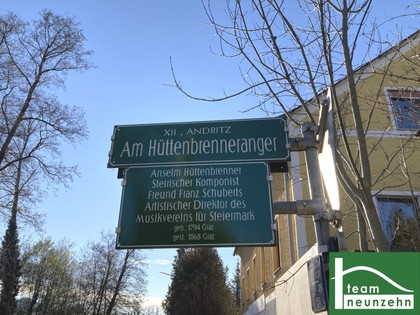 XII., ANDRITZ
Am Hüttenbrenneranger
Anselm Hüttenbrenner
Steirischer Komponist
Freund Franz Schuberts
Artistischer Direktor des
Musikvereins für Steiermark
geb. 1794 Graz
gest. 1868 Graz
team
neunzehn